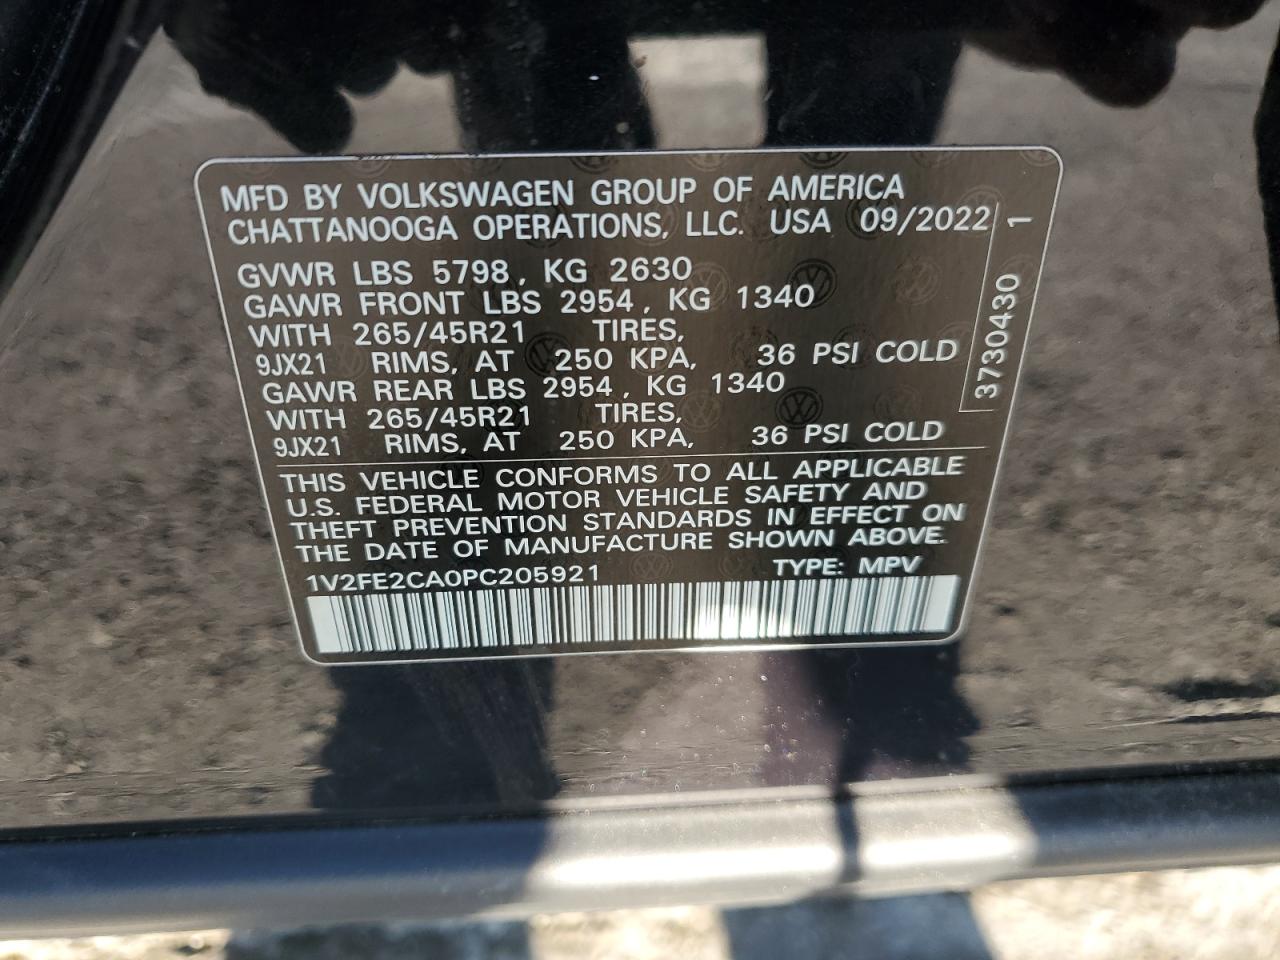 MFD BY VOLKSWAGEN GROUP OF AMERICA
CHATTANOOGA OPERATIONS, LLC. USA 09/2022
GVWR LBS 5798, KG 2630
GAWR FRONT LBS 2954, KG 1340
WITH 265/45R21 TIRES,
9JX21 RIMS, AT 250 KPA, 36 PSI COLD
GAWR REAR LBS 2954, KG 1340
WITH 265/45R21 TIRES,
9JX21 RIMS, AT 250 KPA, 36 PSI COLD
THIS VEHICLE CONFORMS TO ALL APPLICABLE
U.S. FEDERAL MOTOR VEHICLE SAFETY AND
THEFT PREVENTION STANDARDS IN EFFECT ON
THE DATE OF MANUFACTURE SHOWN ABOVE.
1V2FE2CA0PC205921 TYPE: MPV
3730430 1